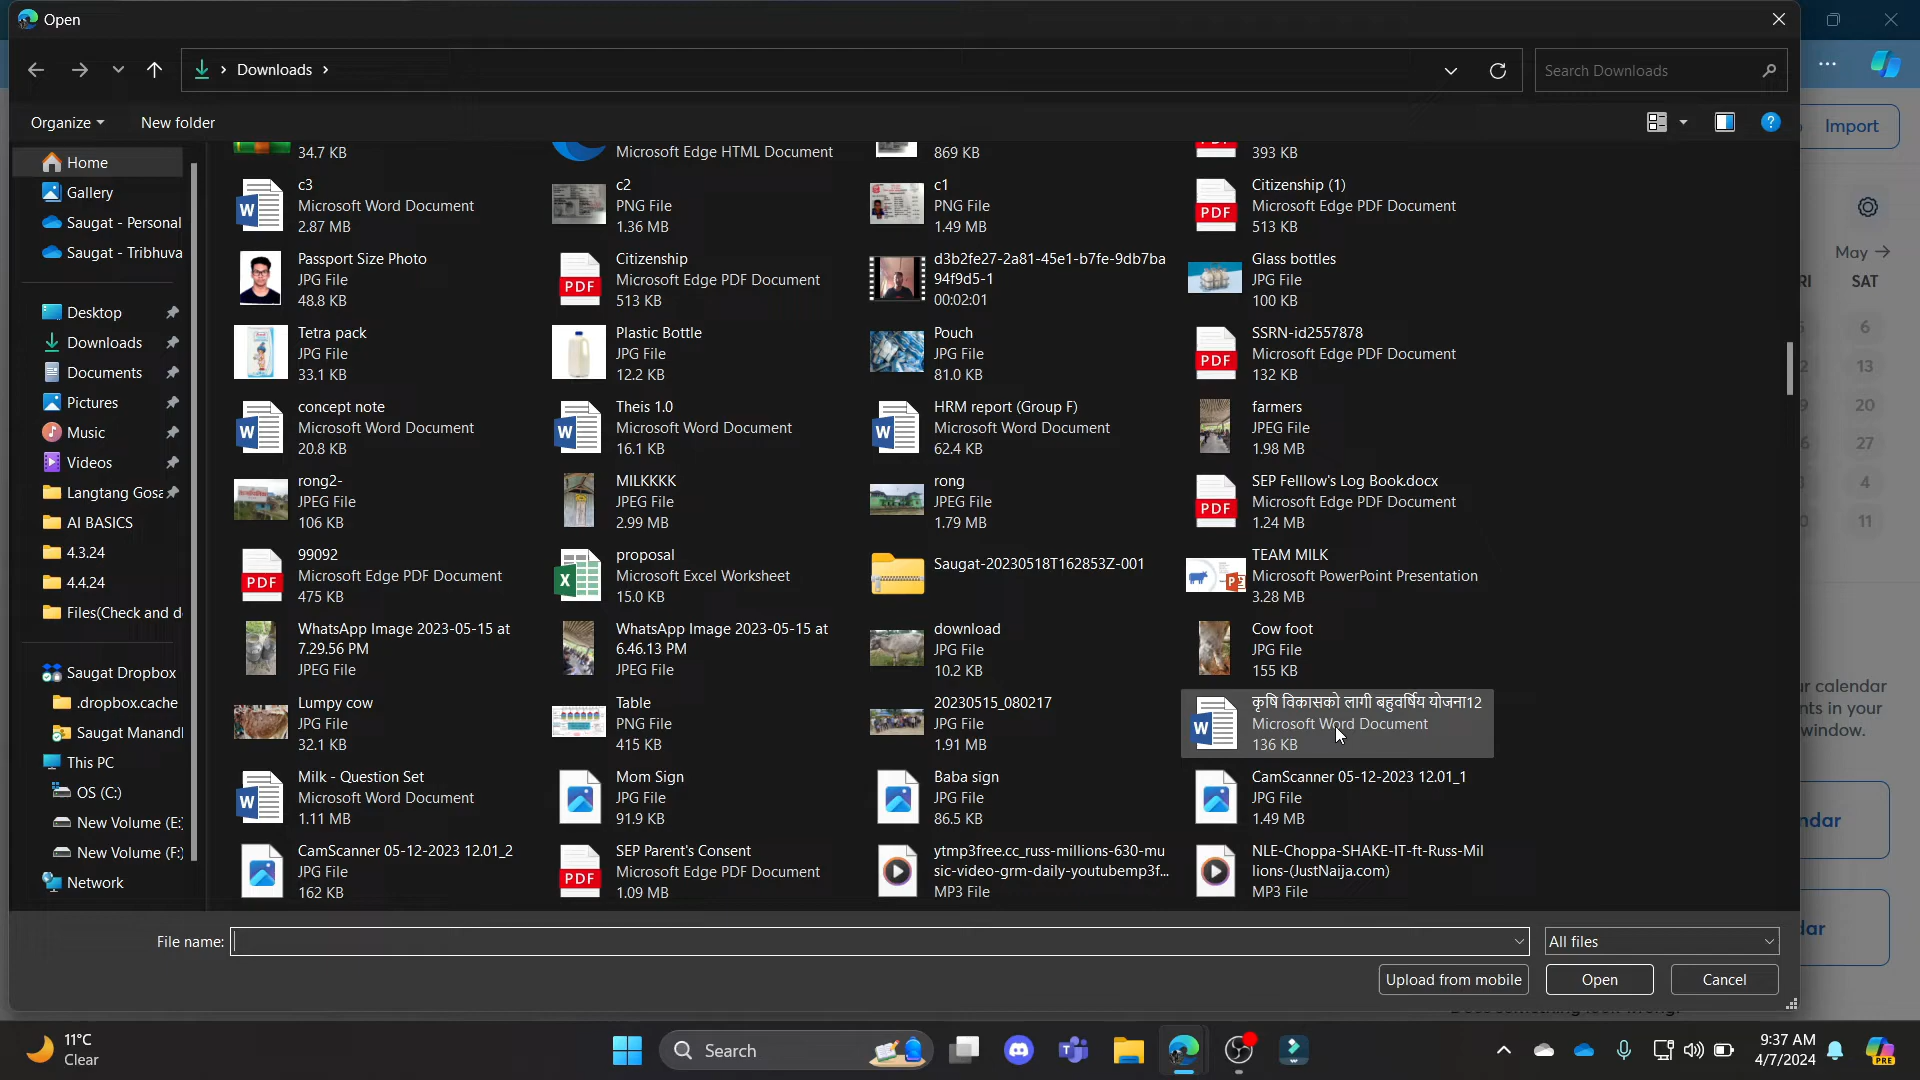 Open
Downloads
Search Downloads
Organize
New folder
Import
Home
Gallery
Saugat - Personal
Saugat - Tribhuva
Desktop
Downloads
Documents
Pictures
Music
Videos
Langtang Gosa
AI BASICS
4.3.24
4.4.24
Files(Check and d
Saugat Dropbox
.dropbox.cache
Saugat Manandl
This PC
OS (C:)
New Volume (E:
New Volume (F:
Network
34.7 KB
Microsoft Edge HTML Document
869 KB
393 KB
c3
Microsoft Word Document
2.87 MB
c2
PNG File
1.36 MB
c1
PNG File
1.49 MB
Citizenship (1)
Microsoft Edge PDF Document
513 KB
Passport Size Photo
JPG File
48.8 KB
Citizenship
Microsoft Edge PDF Document
513 KB
d3b2fe27-2a81-45e1-b7fe-9db7ba
94f9d5-1
00:02:01
Glass bottles
JPG File
100 KB
Tetra pack
JPG File
33.1 KB
Plastic Bottle
JPG File
12.2 KB
Pouch
JPG File
81.0 KB
SSRN-id2557878
Microsoft Edge PDF Document
132 KB
concept note
Microsoft Word Document
20.8 KB
Theis 1.0
Microsoft Word Document
16.1 KB
HRM report (Group F)
Microsoft Word Document
62.4 KB
farmers
JPEG File
1.98 MB
rong2-
JPEG File
106 KB
MILKKKK
JPEG File
2.99 MB
rong
JPEG File
1.79 MB
SEP Felllow's Log Book.docx
Microsoft Edge PDF Document
1.24 MB
99092
Microsoft Edge PDF Document
475 KB
proposal
Microsoft Excel Worksheet
15.0 KB
Saugat-20230518T162853Z-001
TEAM MILK
Microsoft PowerPoint Presentation
3.28 MB
WhatsApp Image 2023-05-15 at
7.29.56 PM
JPEG File
WhatsApp Image 2023-05-15 at
6.46.13 PM
JPEG File
download
JPG File
10.2 KB
Cow foot
JPG File
155 KB
Lumpy cow
JPG File
32.1 KB
Table
PNG File
415 KB
20230515_080217
JPG File
1.91 MB
कृषि विकासको लागी बहुवर्षिय योजना12
Microsoft Word Document
136 KB
Milk - Question Set
Microsoft Word Document
1.11 MB
Mom Sign
JPG File
91.9 KB
Baba sign
JPG File
86.5 KB
CamScanner 05-12-2023 12.01_1
JPG File
1.49 MB
CamScanner 05-12-2023 12.01_2
JPG File
162 KB
SEP Parent's Consent
Microsoft Edge PDF Document
1.09 MB
ytmp3free.cc_russ-millions-630-mu
sic-video-grm-daily-youtubemp3f...
MP3 File
NLE-Choppa-SHAKE-IT-ft-Russ-Mil
lions-(JustNaija.com)
MP3 File
May
RI SAT
6
13
20
27
4
11
ur calendar
nts in your
window.
ndar
dar
File name:
All files
Upload from mobile
Open
Cancel
11°C
Clear
Search
9:37 AM
4/7/2024